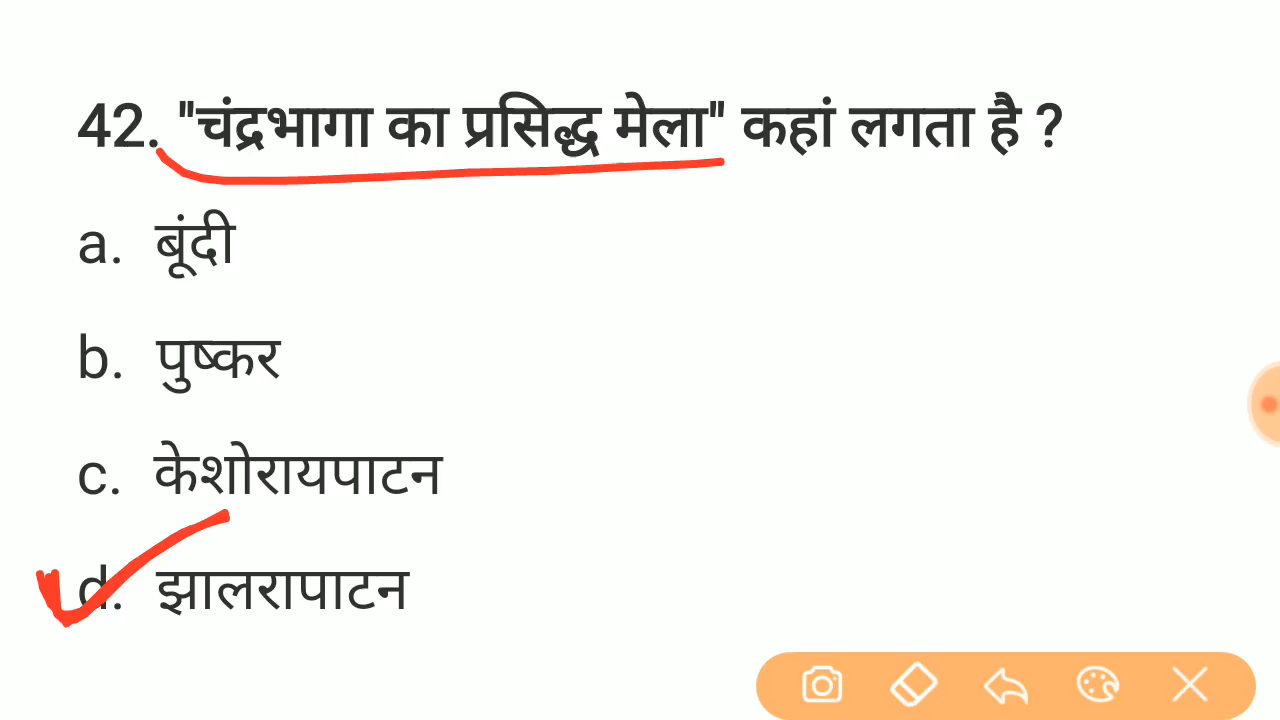 42. "चंद्रभागा का प्रसिद्ध मेला" कहां लगता है ?
a. बूंदी
b. पुष्कर
c. केशोरायपाटन
d. झालरापाटन